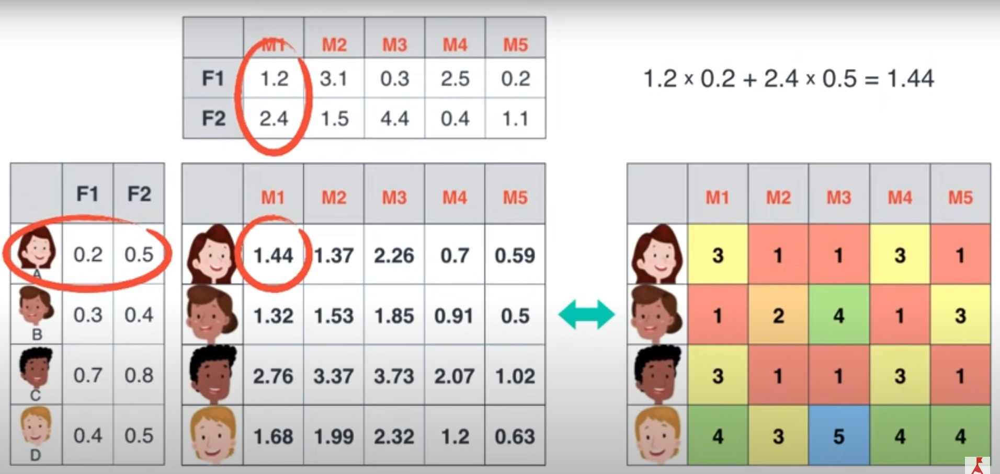 M1 M2 M3 M4 M5
F1 1.2 3.1 0.3 2.5 0.2
F2 2.4 1.5 4.4 0.4 1.1
1.2 × 0.2 + 2.4 × 0.5 = 1.44
F1 F2
A 0.2 0.5
B 0.3 0.4
C 0.7 0.8
D 0.4 0.5
M1 M2 M3 M4 M5
1.44 1.37 2.26 0.7 0.59
1.32 1.53 1.85 0.91 0.5
2.76 3.37 3.73 2.07 1.02
1.68 1.99 2.32 1.2 0.63
M1 M2 M3 M4 M5
3 1 1 3 1
1 2 4 1 3
3 1 1 3 1
4 3 5 4 4